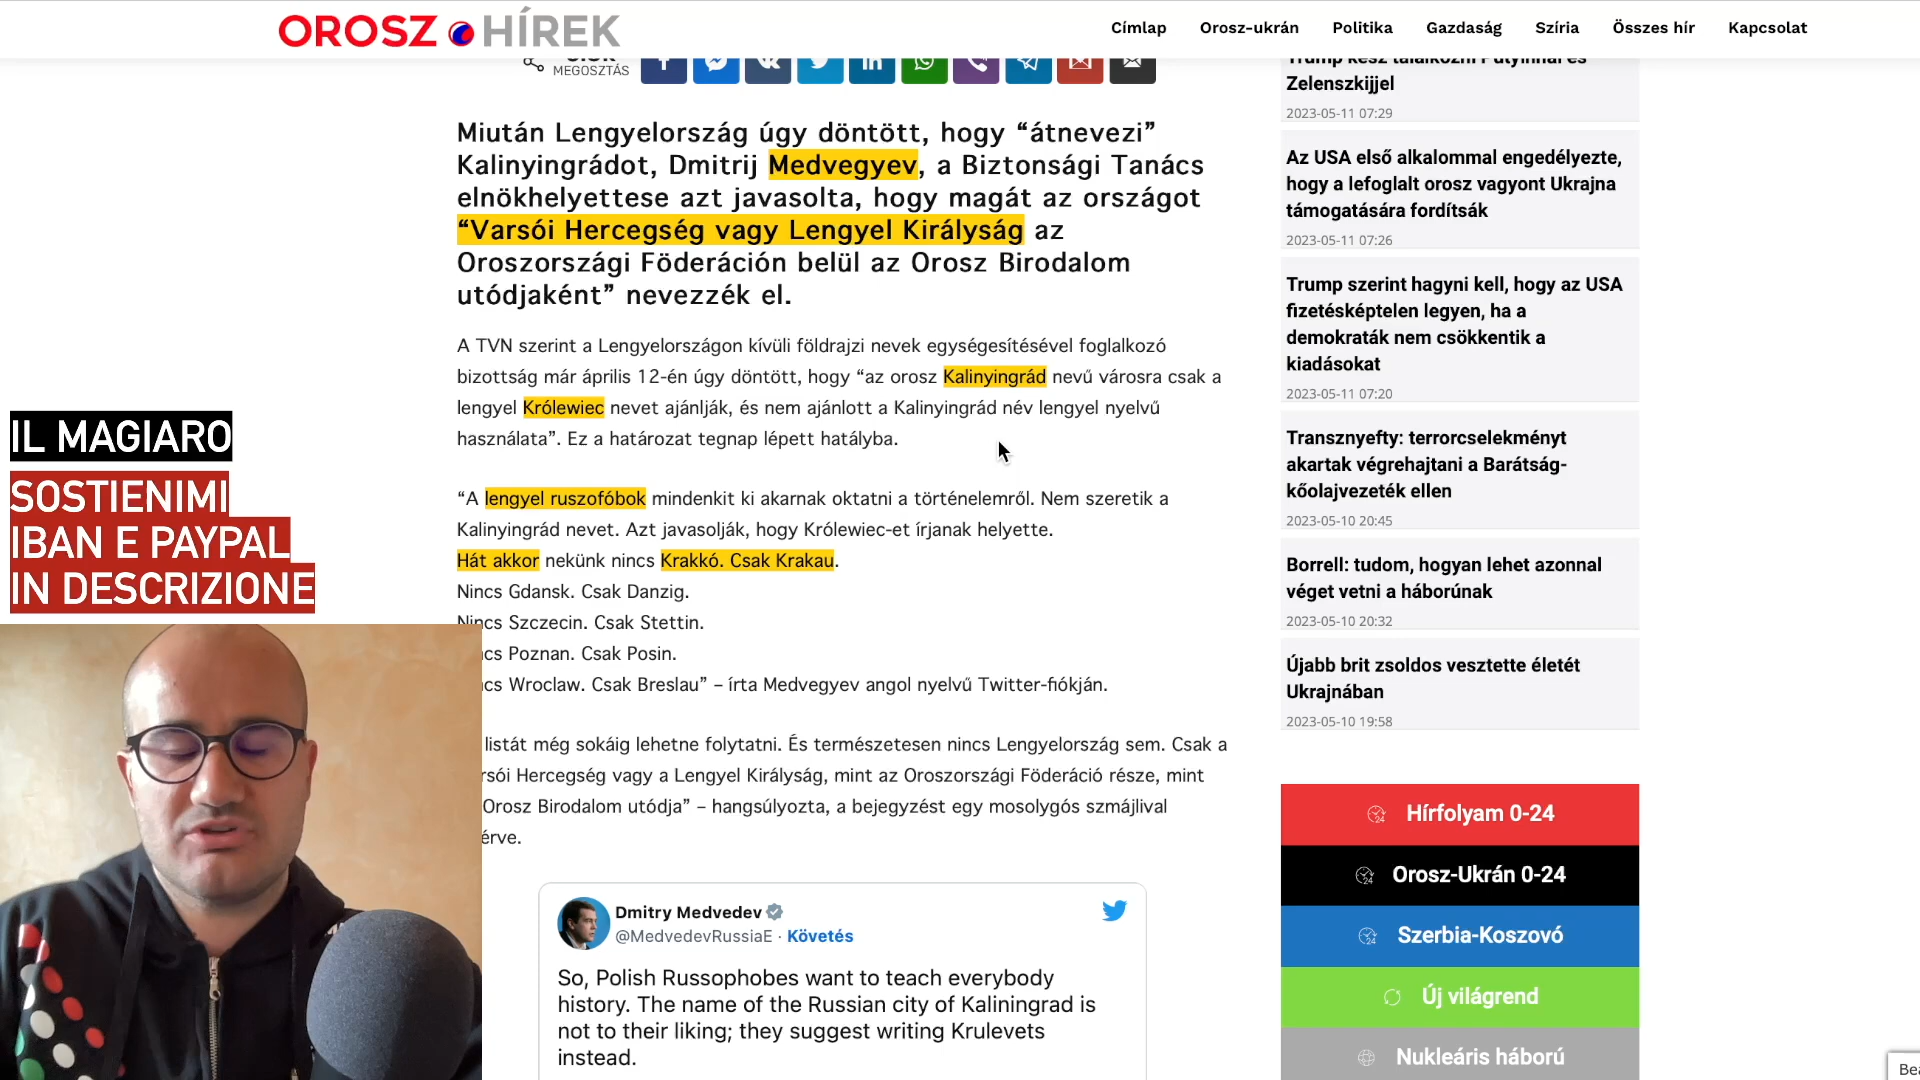 OROSZ HÍREK
Címlap Orosz-ukrán Politika Gazdaság Szíria Összes hír Kapcsolat
MEGOSZTÁS
Miután Lengyelország úgy döntött, hogy “átnevezi”
Kalinyingrádot, Dmitrij Medvegyev, a Biztonsági Tanács
elnökhelyettese azt javasolta, hogy magát az országot
“Varsói Hercegség vagy Lengyel Királyság az
Oroszországi Föderáción belül az Orosz Birodalom
utódjaként” nevezzék el.
A TVN szerint a Lengyelországon kívüli földrajzi nevek egységesítésével foglalkozó
bizottság már április 12-én úgy döntött, hogy “az orosz Kalinyingrád nevű városra csak a
lengyel Królewiec nevet ajánlják, és nem ajánlott a Kalinyingrád név lengyel nyelvű
használata”. Ez a határozat tegnap lépett hatályba.
“A lengyel ruszofóbok mindenkit ki akarnak oktatni a történelemről. Nem szeretik a
Kalinyingrád nevet. Azt javasolják, hogy Królewiec-et írjanak helyette.
Hát akkor nekünk nincs Krakkó. Csak Krakau.
Nincs Gdansk. Csak Danzig.
Nincs Szczecin. Csak Stettin.
cs Poznan. Csak Posin.
cs Wroclaw. Csak Breslau” – írta Medvegyev angol nyelvű Twitter-fiókján.
listát még sokáig lehetne folytatni. És természetesen nincs Lengyelország sem. Csak a
rsói Hercegség vagy a Lengyel Királyság, mint az Oroszországi Föderáció része, mint
Orosz Birodalom utódja” – hangsúlyozta, a bejegyzést egy mosolygós szmájlival
érve.
Dmitry Medvedev
@MedvedevRussiaE · Követés
So, Polish Russophobes want to teach everybody
history. The name of the Russian city of Kaliningrad is
not to their liking; they suggest writing Krulevets
instead.
Trump kész találkozni Putyinnal és
Zelenszkijjel
2023-05-11 07:29
Az USA első alkalommal engedélyezte,
hogy a lefoglalt orosz vagyont Ukrajna
támogatására fordítsák
2023-05-11 07:26
Trump szerint hagyni kell, hogy az USA
fizetésképtelen legyen, ha a
demokraták nem csökkentik a
kiadásokat
2023-05-11 07:20
Transznyefty: terrorcselekményt
akartak végrehajtani a Barátság-
kőolajvezeték ellen
2023-05-10 20:45
Borrell: tudom, hogyan lehet azonnal
véget vetni a háborúnak
2023-05-10 20:32
Újabb brit zsoldos vesztette életét
Ukrajnában
2023-05-10 19:58
Hírfolyam 0-24
Orosz-Ukrán 0-24
Szerbia-Koszovó
Új világrend
Nukleáris háború
IL MAGIARO
SOSTIENIMI
IBAN E PAYPAL
IN DESCRIZIONE